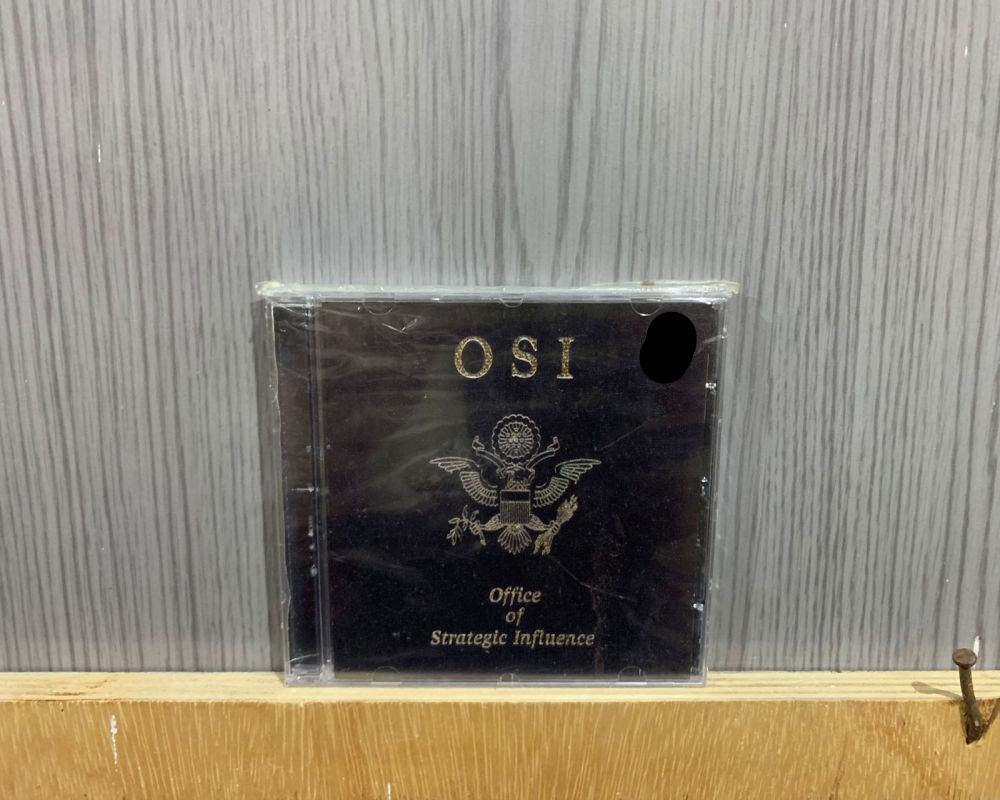 OSI
Office
of
Strategic Influence